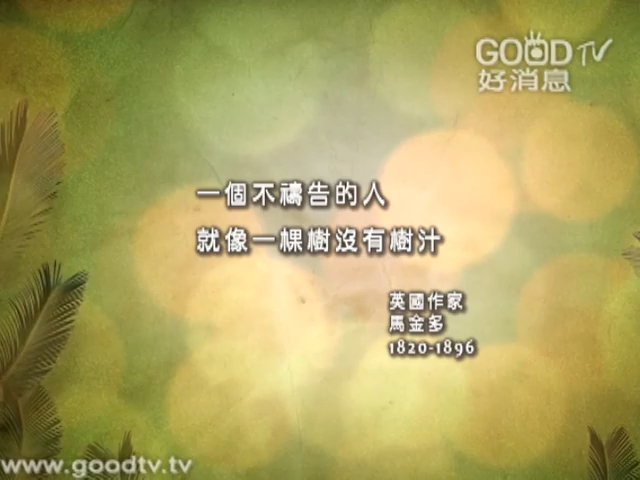 GOOD TV
好消息
一個不禱告的人
就像一棵樹沒有樹汁
英國作家
馬金多
1820-1896
www.goodtv.tv